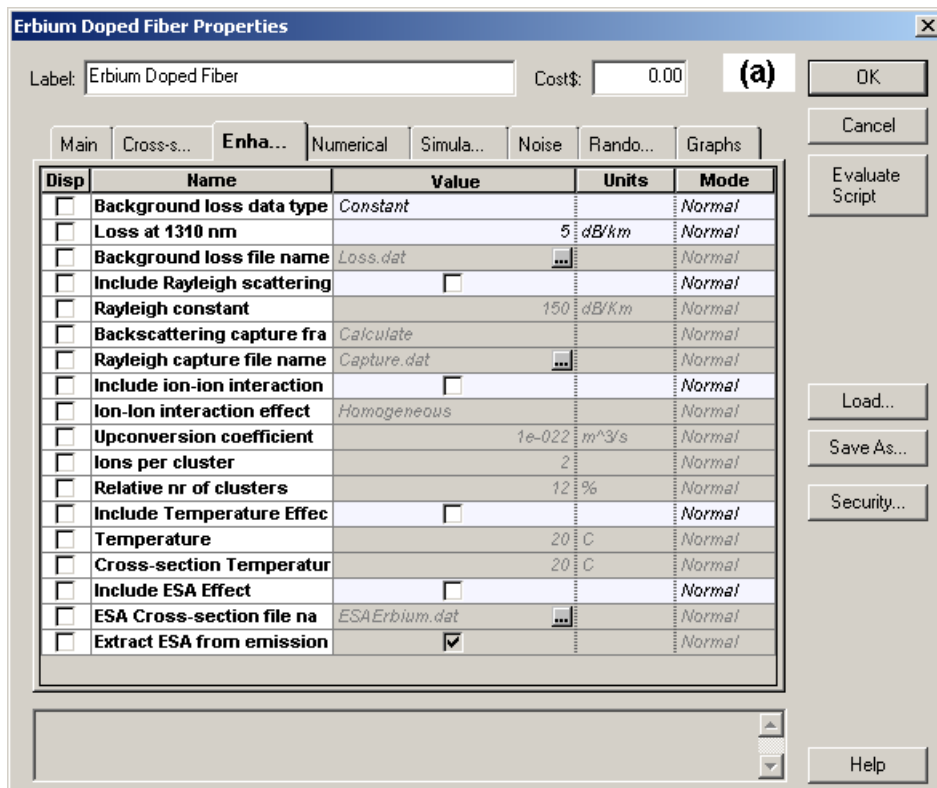 Erbium Doped Fiber Properties
Label: Erbium Doped Fiber Cost$: 0.00 (a) OK
Cancel
Evaluate Script
Main Cross-s... Enha... Numerical Simula... Noise Rando... Graphs
Disp Name Value Units Mode
Background loss data type Constant Normal
Loss at 1310 nm 5 dB/km Normal
Background loss file name Loss.dat ... Normal
Include Rayleigh scattering Normal
Rayleigh constant 150 dB/Km Normal
Backscattering capture fra Calculate Normal
Rayleigh capture file name Capture.dat ... Normal
Include ion-ion interaction Normal
Ion-Ion interaction effect Homogeneous Normal
Upconversion coefficient 1e-022 m^3/s Normal
Ions per cluster 2 Normal
Relative nr of clusters 12 % Normal
Include Temperature Effec Normal
Temperature 20 C Normal
Cross-section Temperatur 20 C Normal
Include ESA Effect Normal
ESA Cross-section file na ESAErbium.dat ... Normal
Extract ESA from emission Normal
Load...
Save As...
Security...
Help